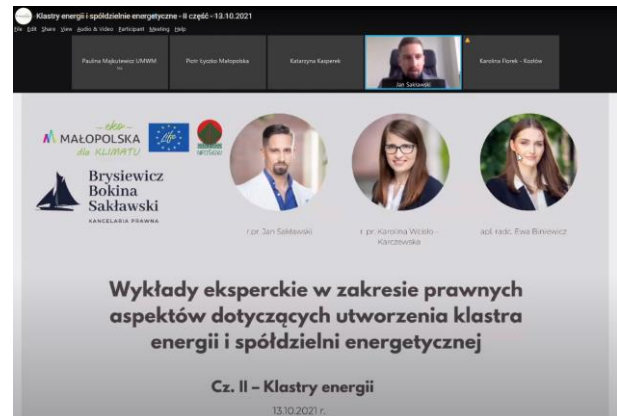 Klastry energii i spółdzielnie energetyczne - II część - 13.10.2021
File Edit Share View Audio & Video Participant Meeting Help
Paulina Majkutewicz UMWM
Piotr Łyczko Małopolska
Katarzyna Kasperek
Jan Sakławski
Karolina Florek - Kozłów
eko
MAŁOPOLSKA
dla KLIMATU
Life
Brysiewicz
Bokina
Sakławski
KANCELARIA PRAWNA
r.pr. Jan Sakławski
r. pr. Karolina Wcisło -
Karczewska
apl. radc. Ewa Biniewicz
Wykłady eksperckie w zakresie prawnych
aspektów dotyczących utworzenia klastra
energii i spółdzielni energetycznej
Cz. II – Klastry energii
13.10.2021 r.